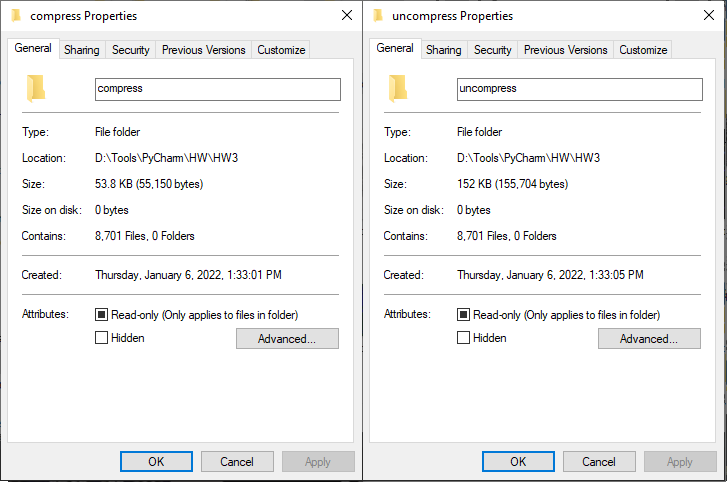 compress Properties
General Sharing Security Previous Versions Customize
compress
Type: File folder
Location: D:\Tools\PyCharm\HW\HW3
Size: 53.8 KB (55,150 bytes)
Size on disk: 0 bytes
Contains: 8,701 Files, 0 Folders
Created: Thursday, January 6, 2022, 1:33:01 PM
Attributes: Read-only (Only applies to files in folder)
Hidden Advanced...
OK Cancel Apply
uncompress Properties
General Sharing Security Previous Versions Customize
uncompress
Type: File folder
Location: D:\Tools\PyCharm\HW\HW3
Size: 152 KB (155,704 bytes)
Size on disk: 0 bytes
Contains: 8,701 Files, 0 Folders
Created: Thursday, January 6, 2022, 1:33:05 PM
Attributes: Read-only (Only applies to files in folder)
Hidden Advanced...
OK Cancel Apply